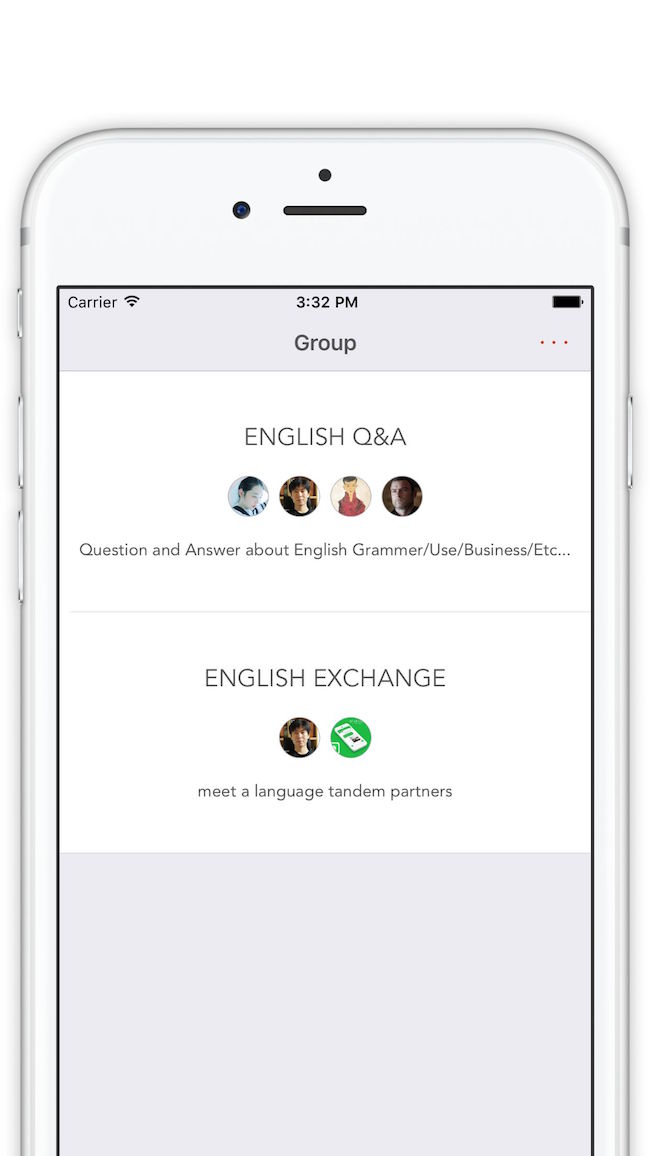 Carrier 3:32 PM
Group
ENGLISH Q&A
Question and Answer about English Grammer/Use/Business/Etc...
ENGLISH EXCHANGE
meet a language tandem partners